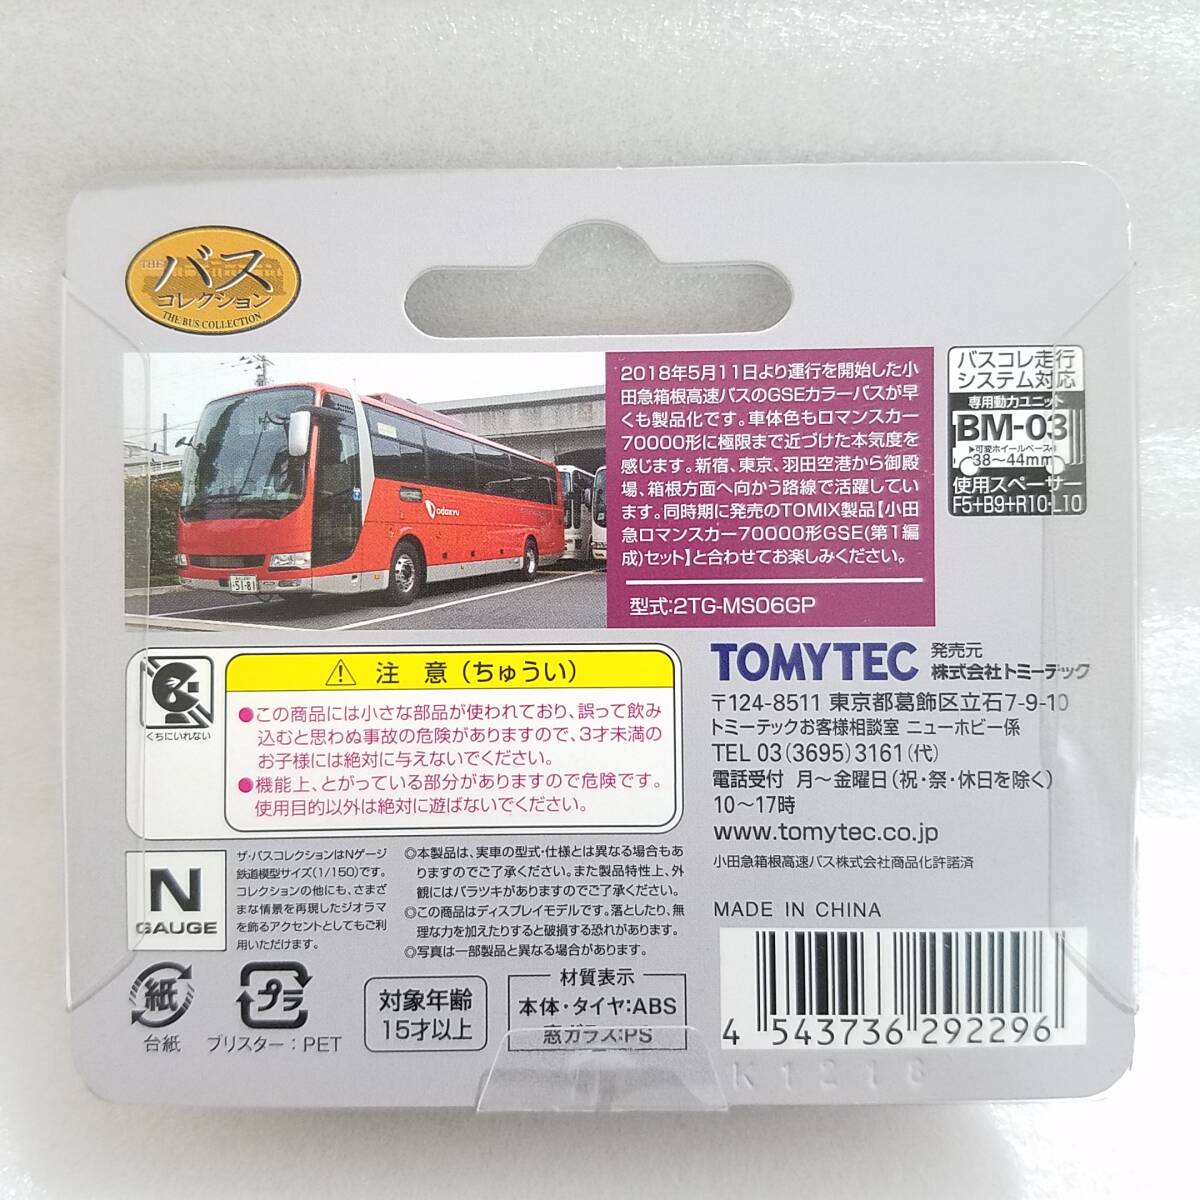 THE バス
コレクション
THE BUS COLLECTION
odakyu
・51-81
2018年5月11日より運行を開始した小
田急箱根高速バスのGSEカラーバスが早
くも製品化です。車体色もロマンスカー
70000形に極限まで近づけた本気度を
感じます。新宿、東京、羽田空港から御殿
場、箱根方面へ向かう路線で活躍してい
ます。同時期に発売のTOMIX製品【小田
急ロマンスカー70000形GSE(第1編
成)セット】と合わせてお楽しみください。
型式:2TG-MS06GP
バスコレ走行
システム対応
専用動力ユニット
BM-03
▶可変ホイールベース◀
38〜44mm
使用スペーサー
F5+B9+R10・L10
くちにいれない
⚠ 注 意（ちゅうい）
●この商品には小さな部品が使われており、誤って飲み
込むと思わぬ事故の危険がありますので、3才未満の
お子様には絶対に与えないでください。
●機能上、とがっている部分がありますので危険です。
使用目的以外は絶対に遊ばないでください。
TOMYTEC 発売元
株式会社トミーテック
〒124-8511 東京都葛飾区立石7-9-10
トミーテックお客様相談室 ニューホビー係
TEL 03(3695)3161(代)
電話受付 月〜金曜日(祝・祭・休日を除く)
10〜17時
www.tomytec.co.jp
小田急箱根高速バス株式会社商品化許諾済
N
GAUGE
ザ・バスコレクションはNゲージ
鉄道模型サイズ(1/150)です。
コレクションの他にも、さまざ
まな情景を再現したジオラマ
を飾るアクセントとしてもご利
用いただけます。
◎本製品は、実車の型式・仕様とは異なる場合もあ
りますのでご了承ください。また製品特性上、外
観にはバラツキがありますのでご了承ください。
◎この商品はディスプレイモデルです。落としたり、無
理な力を加えたりすると破損する恐れがあります。
◎写真は一部製品と異なる場合があります。
MADE IN CHINA
紙
台紙
プラ
ブリスター：PET
対象年齢
15才以上
材質表示
本体・タイヤ:ABS
窓ガラス:PS
4 543736 292296
K1218